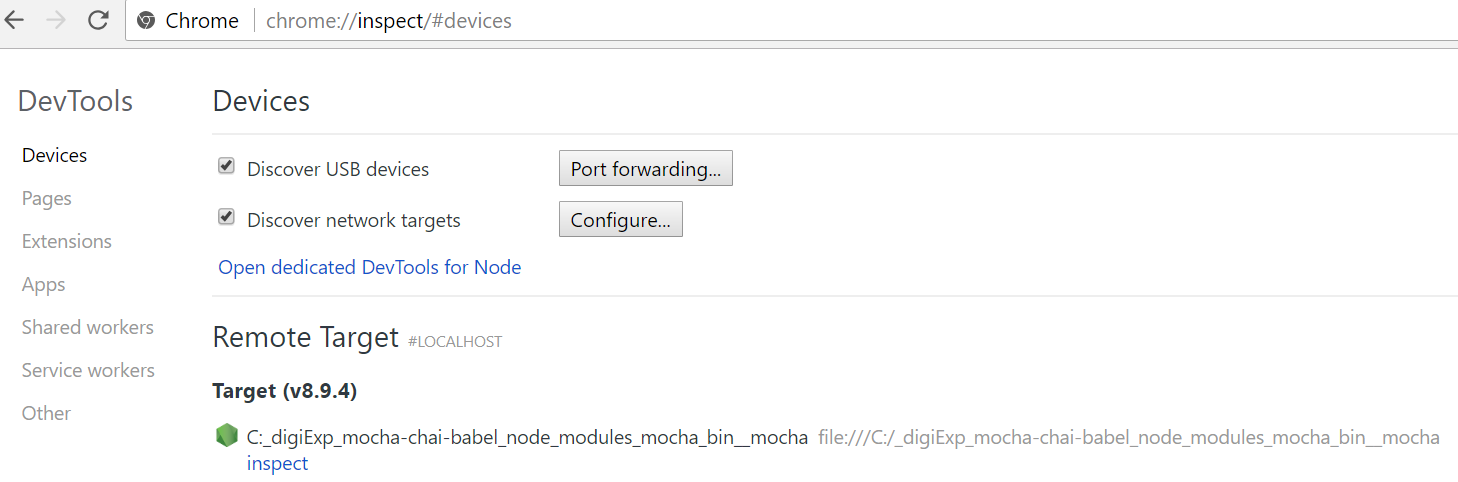 Chrome chrome://inspect/#devices
DevTools
Devices
Pages
Extensions
Apps
Shared workers
Service workers
Other
Devices
Discover USB devices Port forwarding...
Discover network targets Configure...
Open dedicated DevTools for Node
Remote Target #LOCALHOST
Target (v8.9.4)
C:_digiExp_mocha-chai-babel_node_modules_mocha_bin__mocha file:///C:/_digiExp_mocha-chai-babel_node_modules_mocha_bin__mocha
inspect